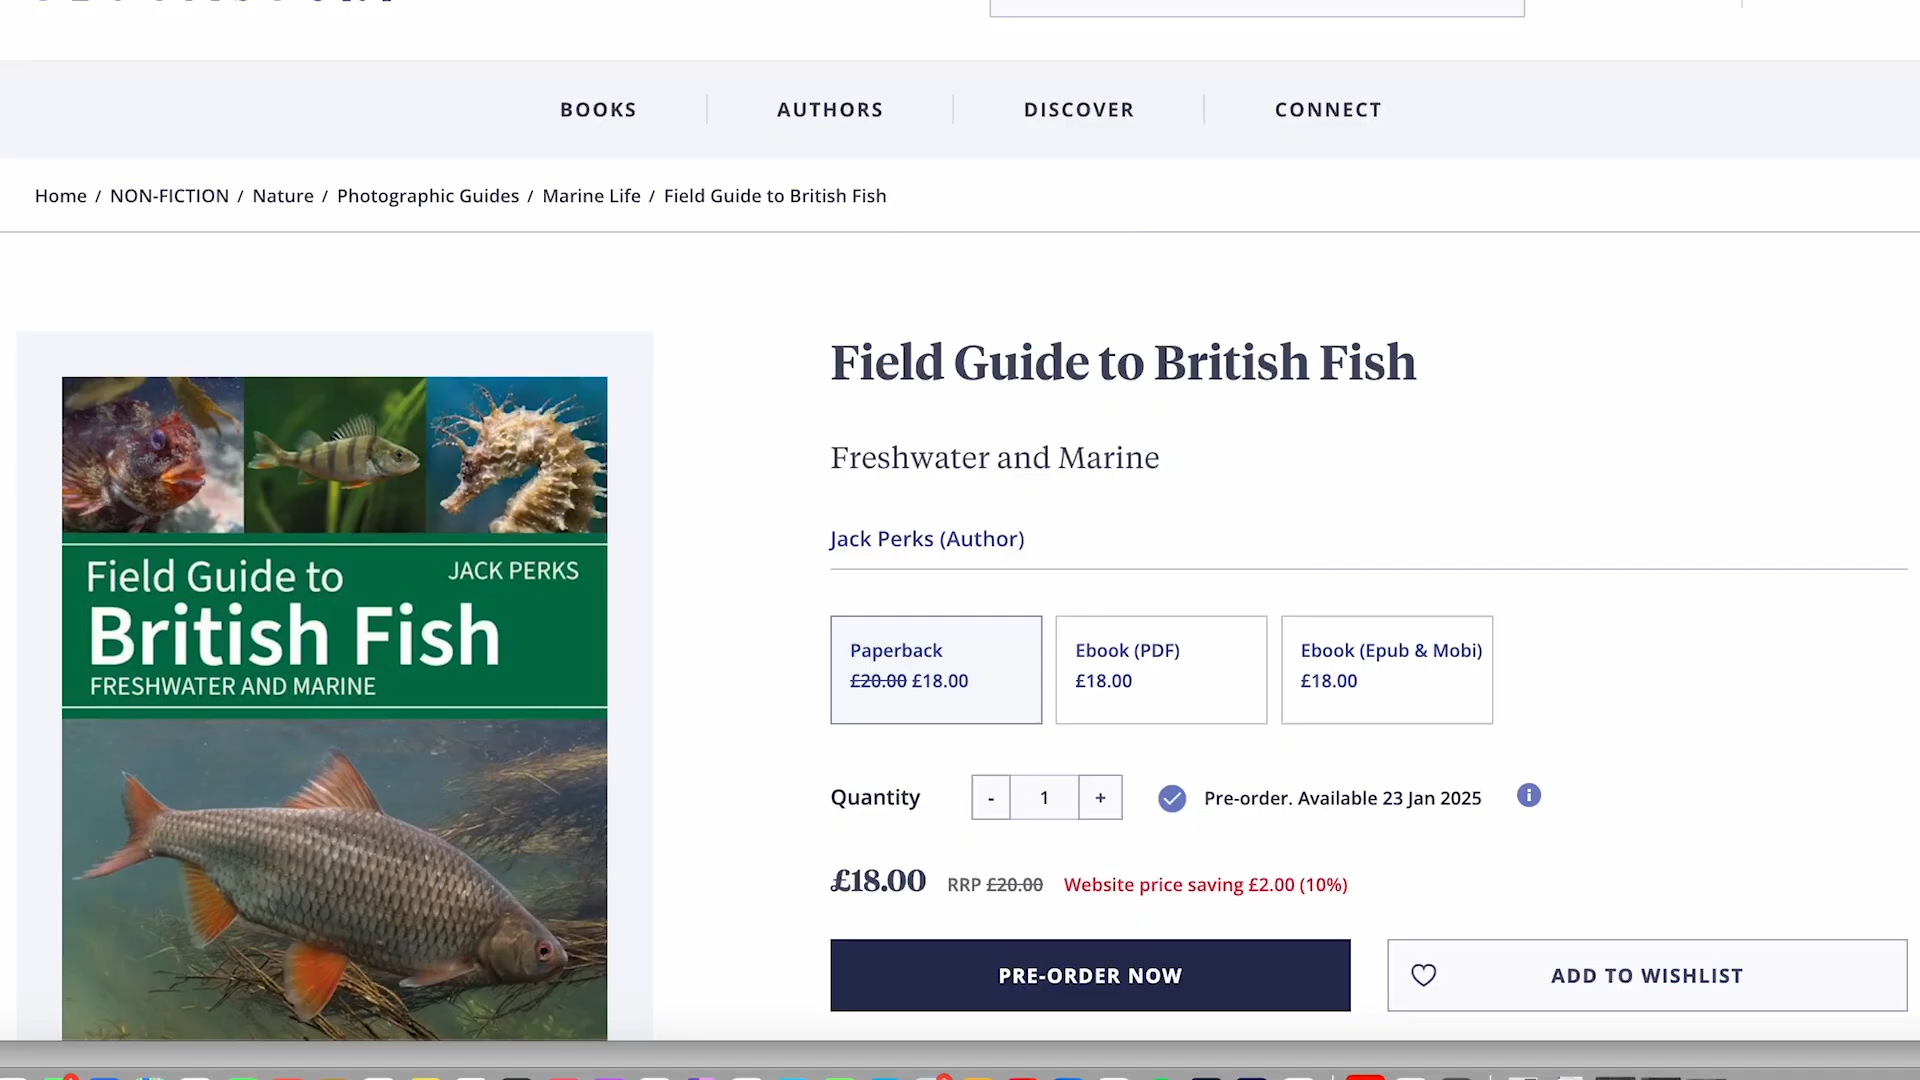 BOOKS
AUTHORS
DISCOVER
CONNECT
Home / NON-FICTION / Nature / Photographic Guides / Marine Life / Field Guide to British Fish
Field Guide to British Fish
Freshwater and Marine
Jack Perks (Author)
Field Guide to
JACK PERKS
British Fish
FRESHWATER AND MARINE
Paperback
£20.00 £18.00
Ebook (PDF)
£18.00
Ebook (Epub & Mobi)
£18.00
Quantity
-
1
+
Pre-order. Available 23 Jan 2025
i
£18.00 RRP £20.00 Website price saving £2.00 (10%)
PRE-ORDER NOW
ADD TO WISHLIST